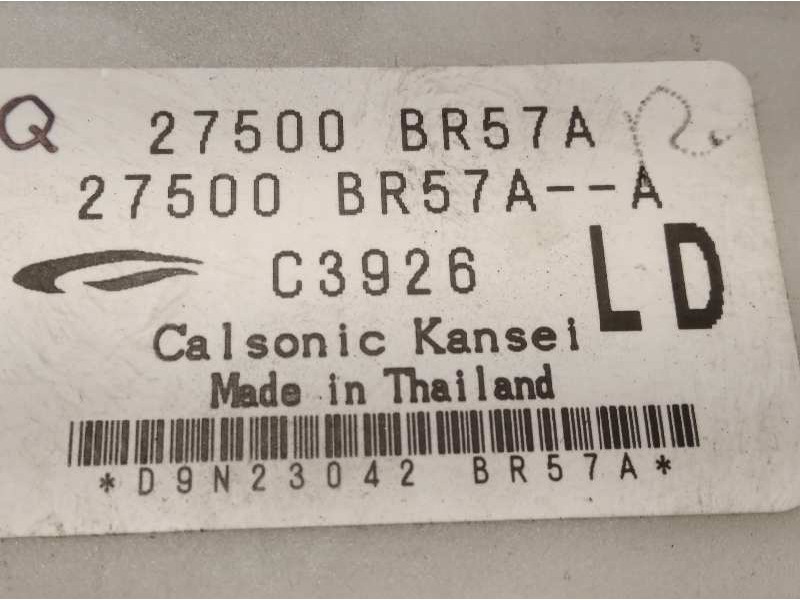 Q 27500 BR57A
27500 BR57A--A
C3926 LD
Calsonic Kansei
Made in Thailand
*D9N23042 BR57A*